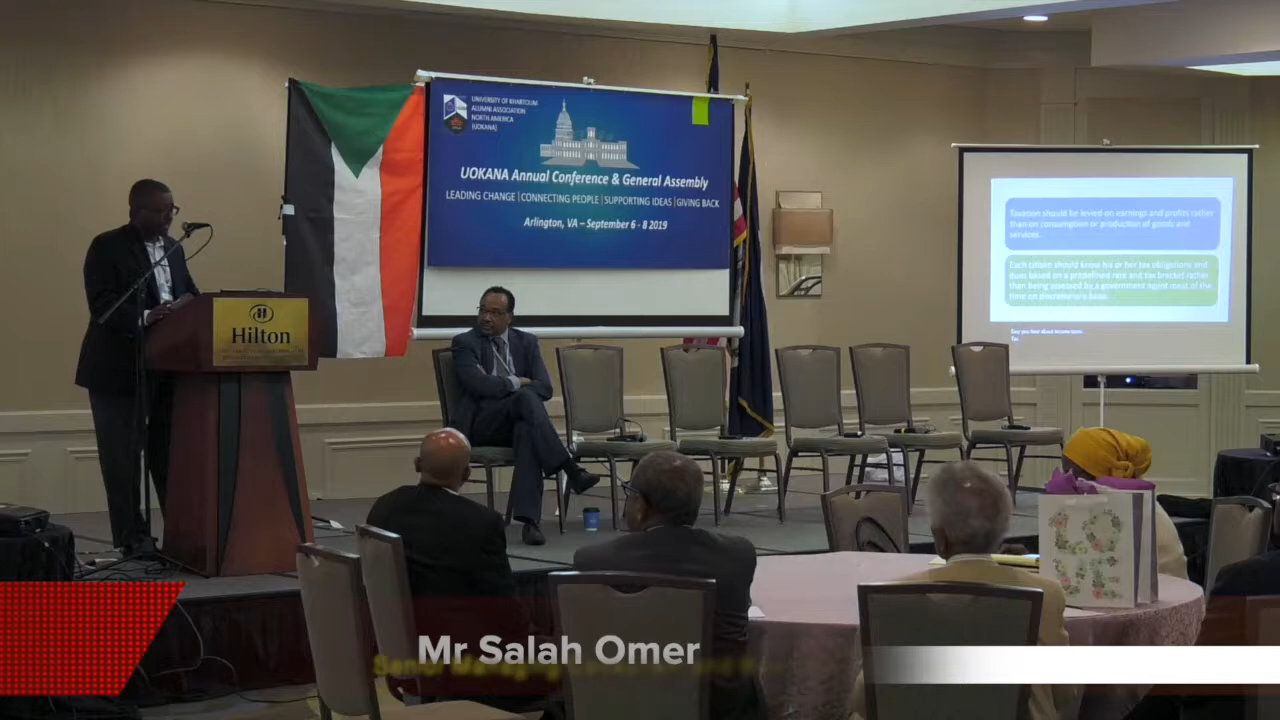 UNIVERSITY OF KHARTOUM
ALUMNI ASSOCIATION
NORTH AMERICA
(UOKANA)
UOKANA Annual Conference & General Assembly
LEADING CHANGE | CONNECTING PEOPLE | SUPPORTING IDEAS | GIVING BACK
Arlington, VA – September 6 - 8 2019
Taxation should be levied on earnings and profits rather
than on consumption or production of goods and
services.
Each citizen should know his or her tax obligations and
dues based on a predefined rate and tax bracket rather
than being assessed by a government agent most of the
time on discretionary basis.
Hilton
LOVE
Mr Salah Omer